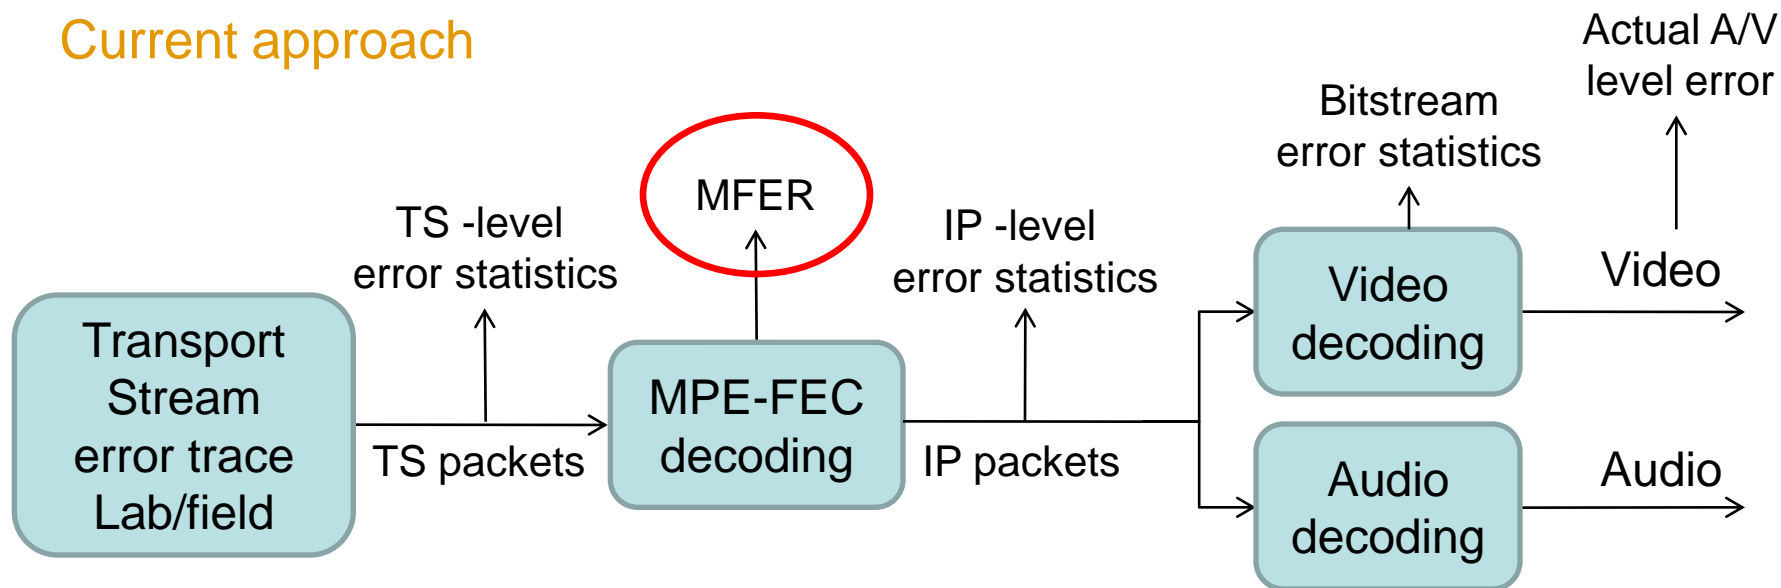 Current approach
Actual A/V
level error
Bitstream
error statistics
MFER
TS -level
error statistics
IP -level
error statistics
Transport
Stream
error trace
Lab/field
TS packets
MPE-FEC
decoding
IP packets
Video
decoding
Video
Audio
decoding
Audio